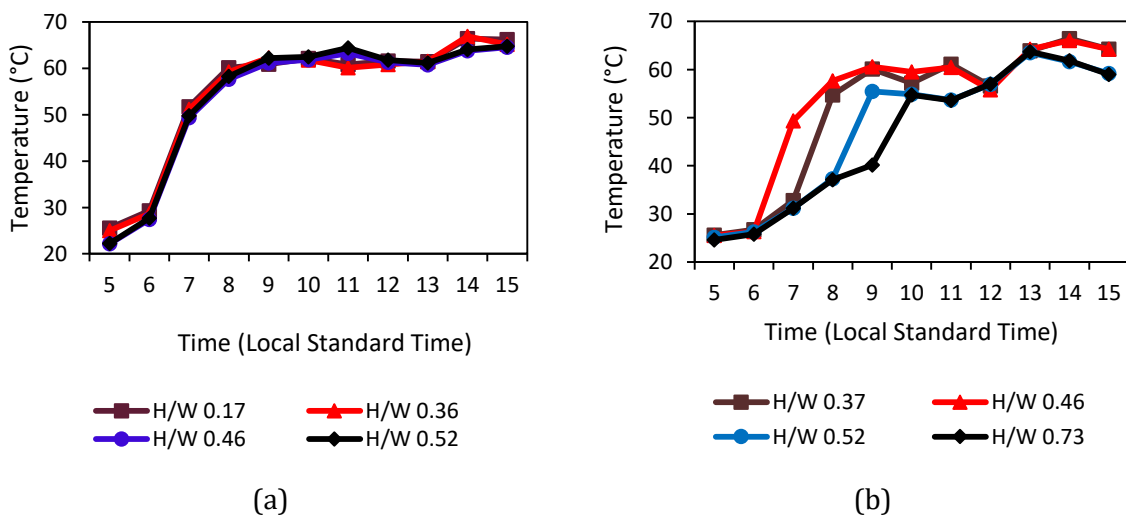 Temperature (°C)
70
60
50
40
30
20
5 6 7 8 9 10 11 12 13 14 15
Time (Local Standard Time)
H/W 0.17
H/W 0.36
H/W 0.46
H/W 0.52
(a)
Temperature (°C)
70
60
50
40
30
20
5 6 7 8 9 10 11 12 13 14 15
Time (Local Standard Time)
H/W 0.37
H/W 0.46
H/W 0.52
H/W 0.73
(b)